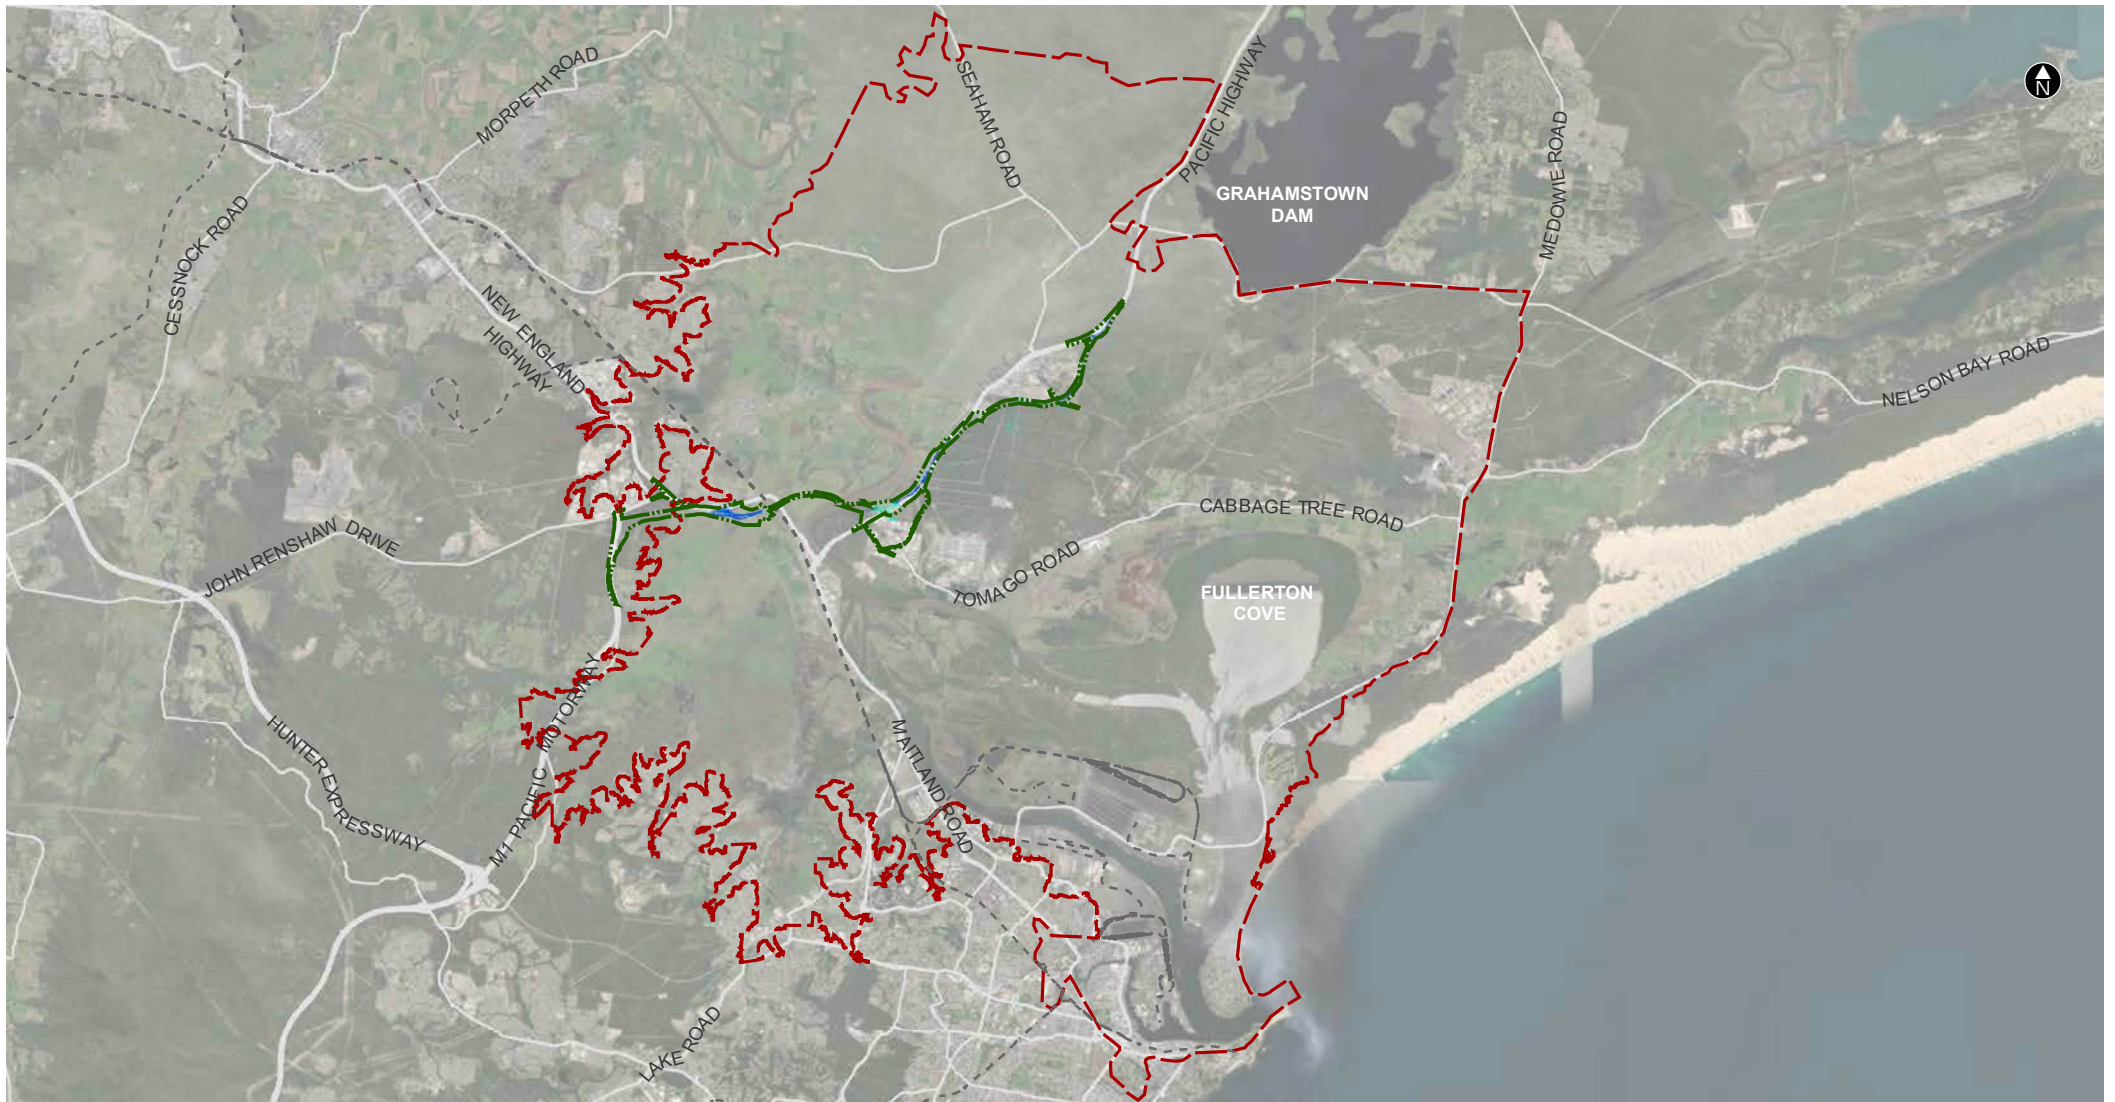 MORPETH ROAD
SEAHAM ROAD
PACIFIC HIGHWAY
N
GRAHAMSTOWN
DAM
MEDOWIE ROAD
CESSNOCK ROAD
NEW ENGLAND
HIGHWAY
NELSON BAY ROAD
CABBAGE TREE ROAD
JOHN RENSHAW DRIVE
TOMAGO ROAD
FULLERTON
COVE
M1 PACIFIC MOTORWAY
HUNTER EXPRESSWAY
MAITLAND ROAD
LAKE ROAD